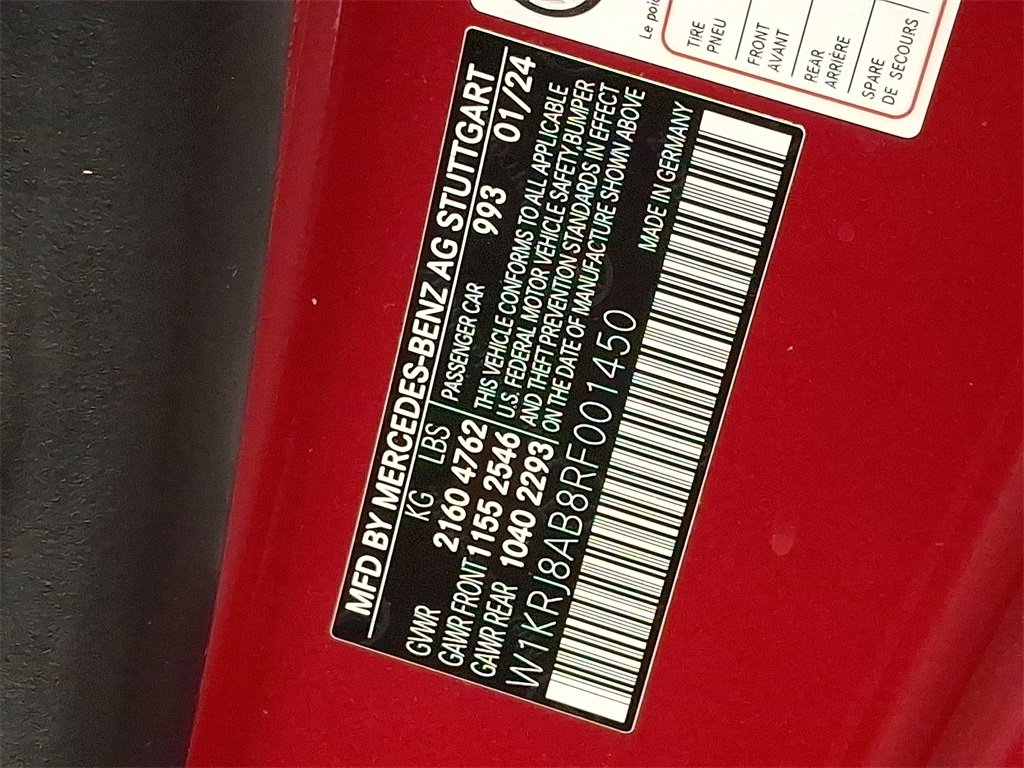 MFD BY MERCEDES-BENZ AG STUTTGART
KG LBS PASSENGER CAR 993 01/24
GVWR 2160 4762
GAWR FRONT 1155 2546
GAWR REAR 1040 2293
THIS VEHICLE CONFORMS TO ALL APPLICABLE
U.S. FEDERAL MOTOR VEHICLE SAFETY, BUMPER
AND THEFT PREVENTION STANDARDS IN EFFECT
ON THE DATE OF MANUFACTURE SHOWN ABOVE
W1KRJ8AB8RF001450
MADE IN GERMANY
Le
TIRE
PNEU
FRONT
AVANT
REAR
ARRIÈRE
SPARE
DE SECOURS